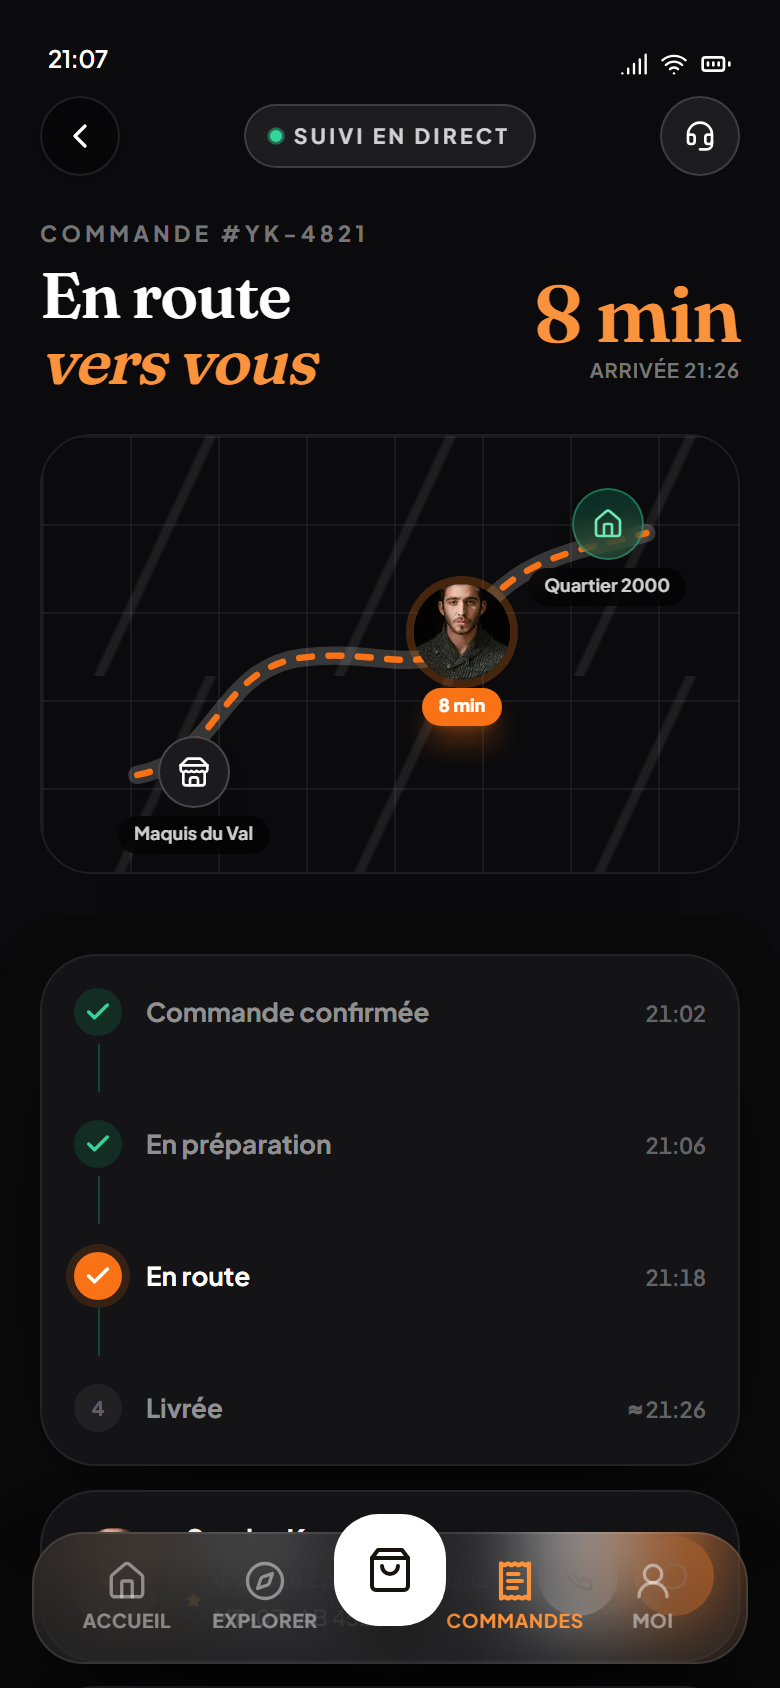 21:07
SUIVI EN DIRECT
COMMANDE #YK-4821
En route
vers vous
8 min
ARRIVÉE 21:26
Quartier 2000
8 min
Maquis du Val
Commande confirmée
21:02
En préparation
21:06
En route
21:18
4
Livrée
≈21:26
ACCUEIL
EXPLORER
COMMANDES
MOI